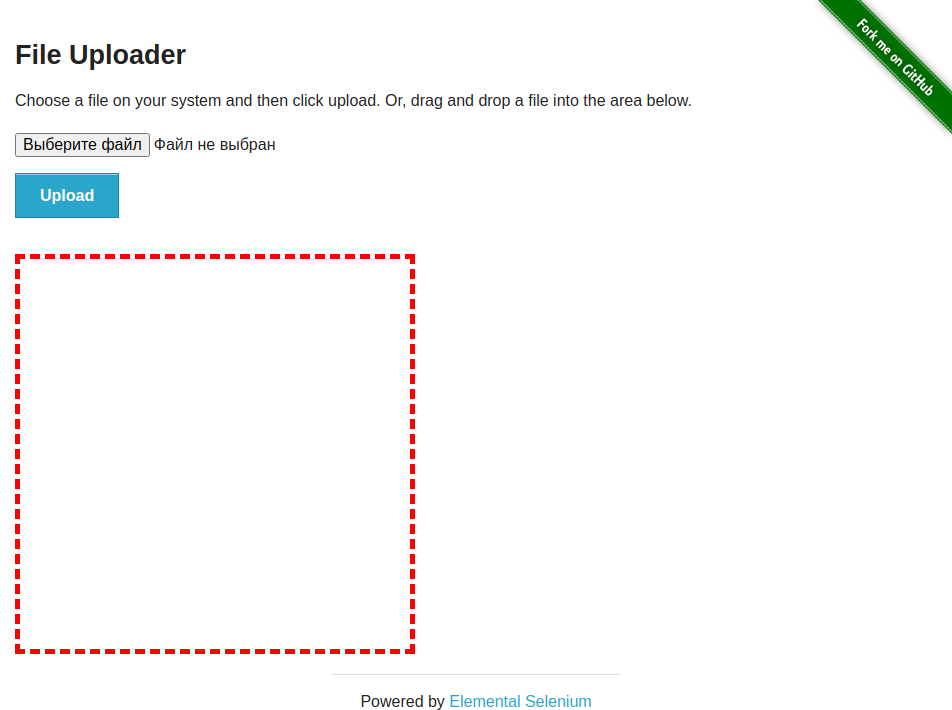 Fork me on GitHub
File Uploader
Choose a file on your system and then click upload. Or, drag and drop a file into the area below.
Выберите файл Файл не выбран
Upload
Powered by Elemental Selenium